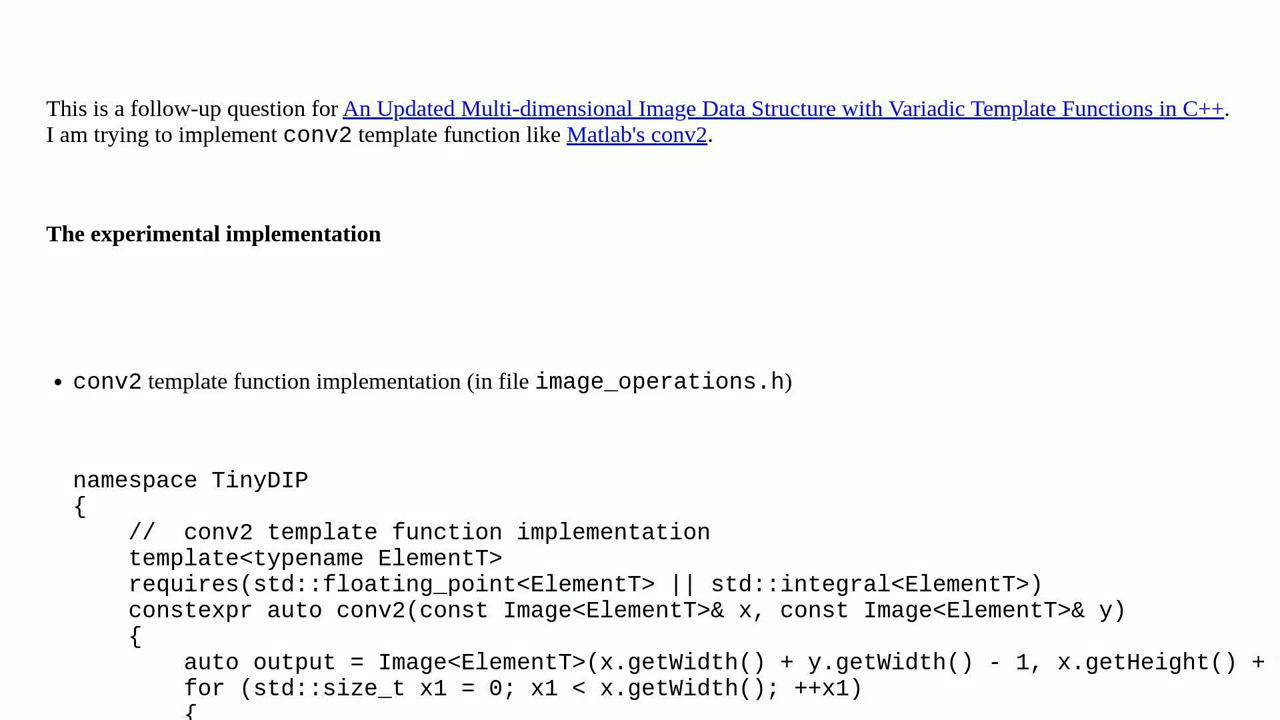 This is a follow-up question for An Updated Multi-dimensional Image Data Structure with Variadic Template Functions in C++.
I am trying to implement conv2 template function like Matlab's conv2.
The experimental implementation
• conv2 template function implementation (in file image_operations.h)
namespace TinyDIP
{
    //  conv2 template function implementation
    template<typename ElementT>
    requires(std::floating_point<ElementT> || std::integral<ElementT>)
    constexpr auto conv2(const Image<ElementT>& x, const Image<ElementT>& y)
    {
        auto output = Image<ElementT>(x.getWidth() + y.getWidth() - 1, x.getHeight() +
        for (std::size_t x1 = 0; x1 < x.getWidth(); ++x1)
        {